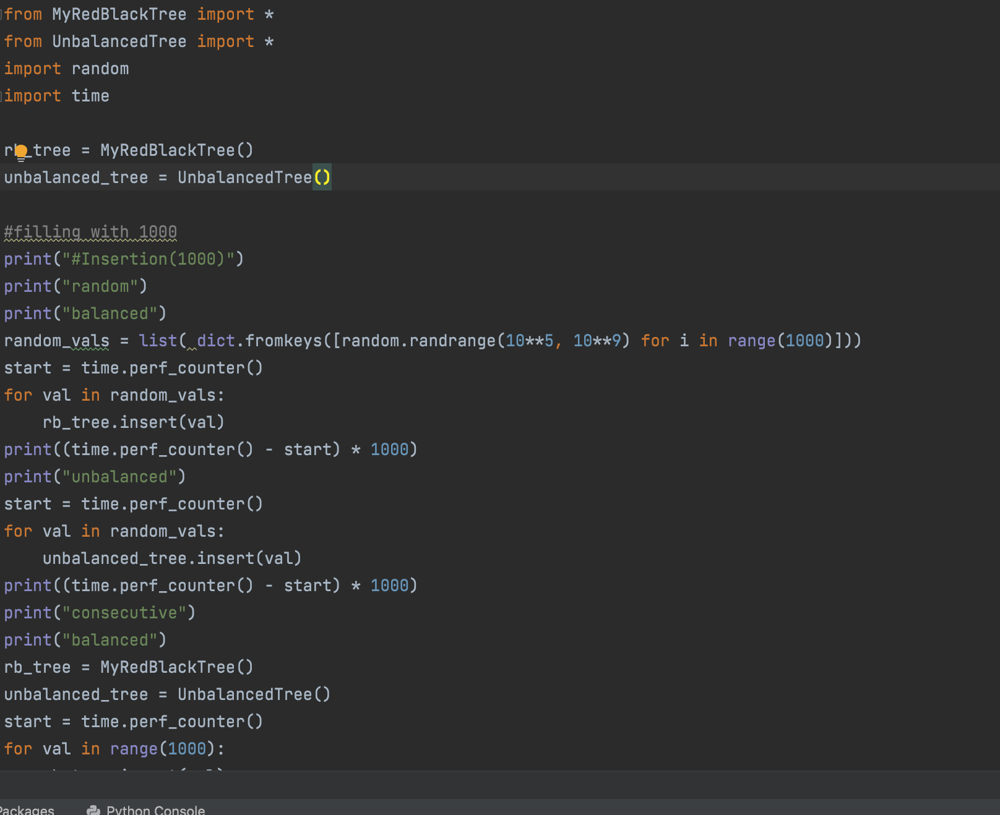 from MyRedBlackTree import *
from UnbalancedTree import *
import random
import time
rb_tree = MyRedBlackTree()
unbalanced_tree = UnbalancedTree()
#filling with 1000
print("#Insertion(1000)")
print("random")
print("balanced")
random_vals = list( dict.fromkeys([random.randrange(10**5, 10**9) for i in range(1000)]))
start = time.perf_counter()
for val in random_vals:
    rb_tree.insert(val)
print((time.perf_counter() - start) * 1000)
print("unbalanced")
start = time.perf_counter()
for val in random_vals:
    unbalanced_tree.insert(val)
print((time.perf_counter() - start) * 1000)
print("consecutive")
print("balanced")
rb_tree = MyRedBlackTree()
unbalanced_tree = UnbalancedTree()
start = time.perf_counter()
for val in range(1000):
Packages Python Console